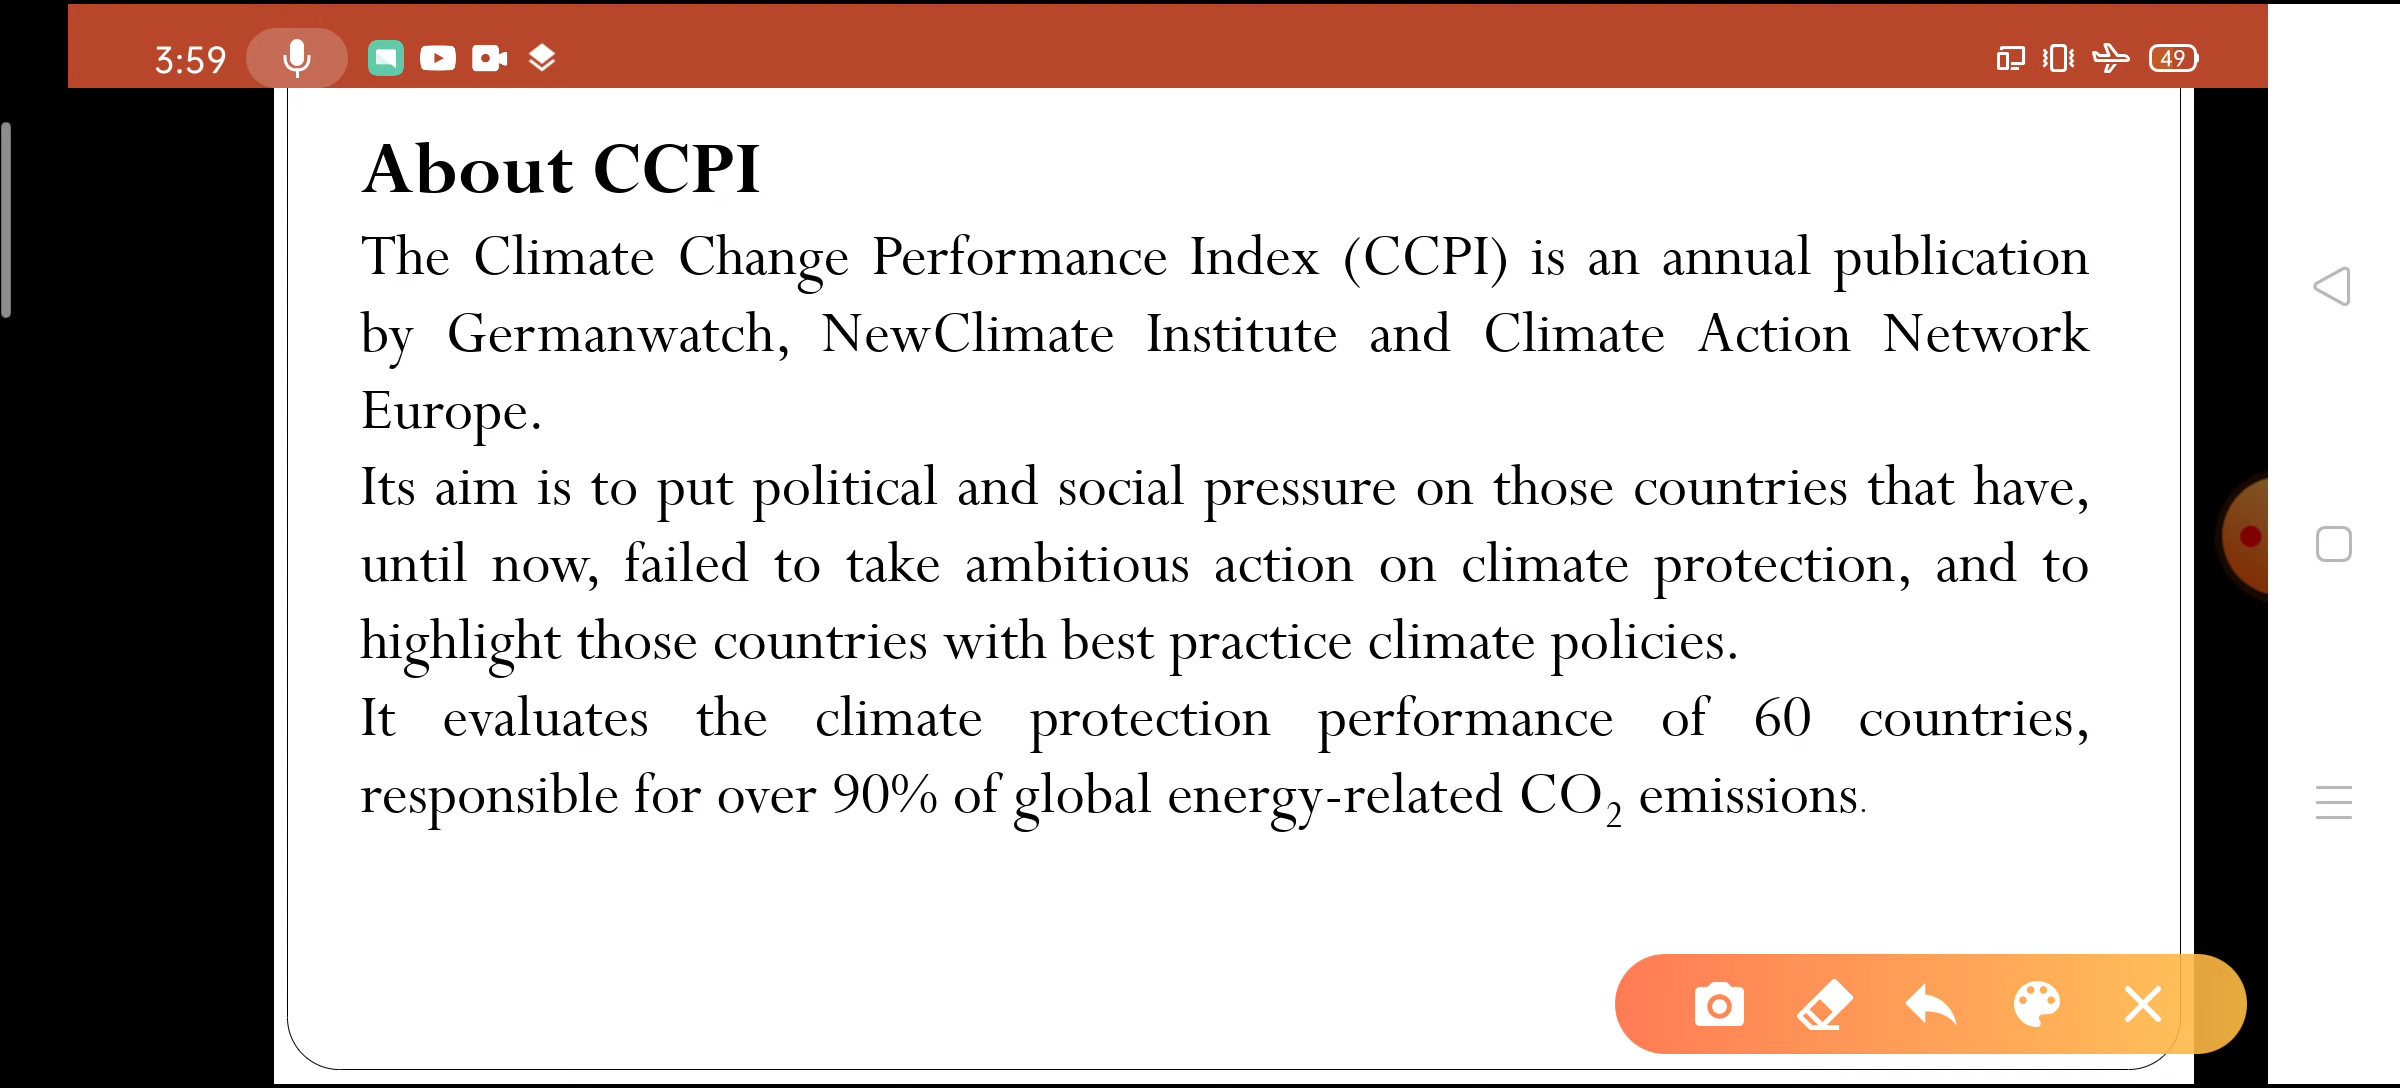 3:59
49
About CCPI
The Climate Change Performance Index (CCPI) is an annual publication
by Germanwatch, NewClimate Institute and Climate Action Network
Europe.
Its aim is to put political and social pressure on those countries that have,
until now, failed to take ambitious action on climate protection, and to
highlight those countries with best practice climate policies.
It evaluates the climate protection performance of 60 countries,
responsible for over 90% of global energy-related CO₂ emissions.